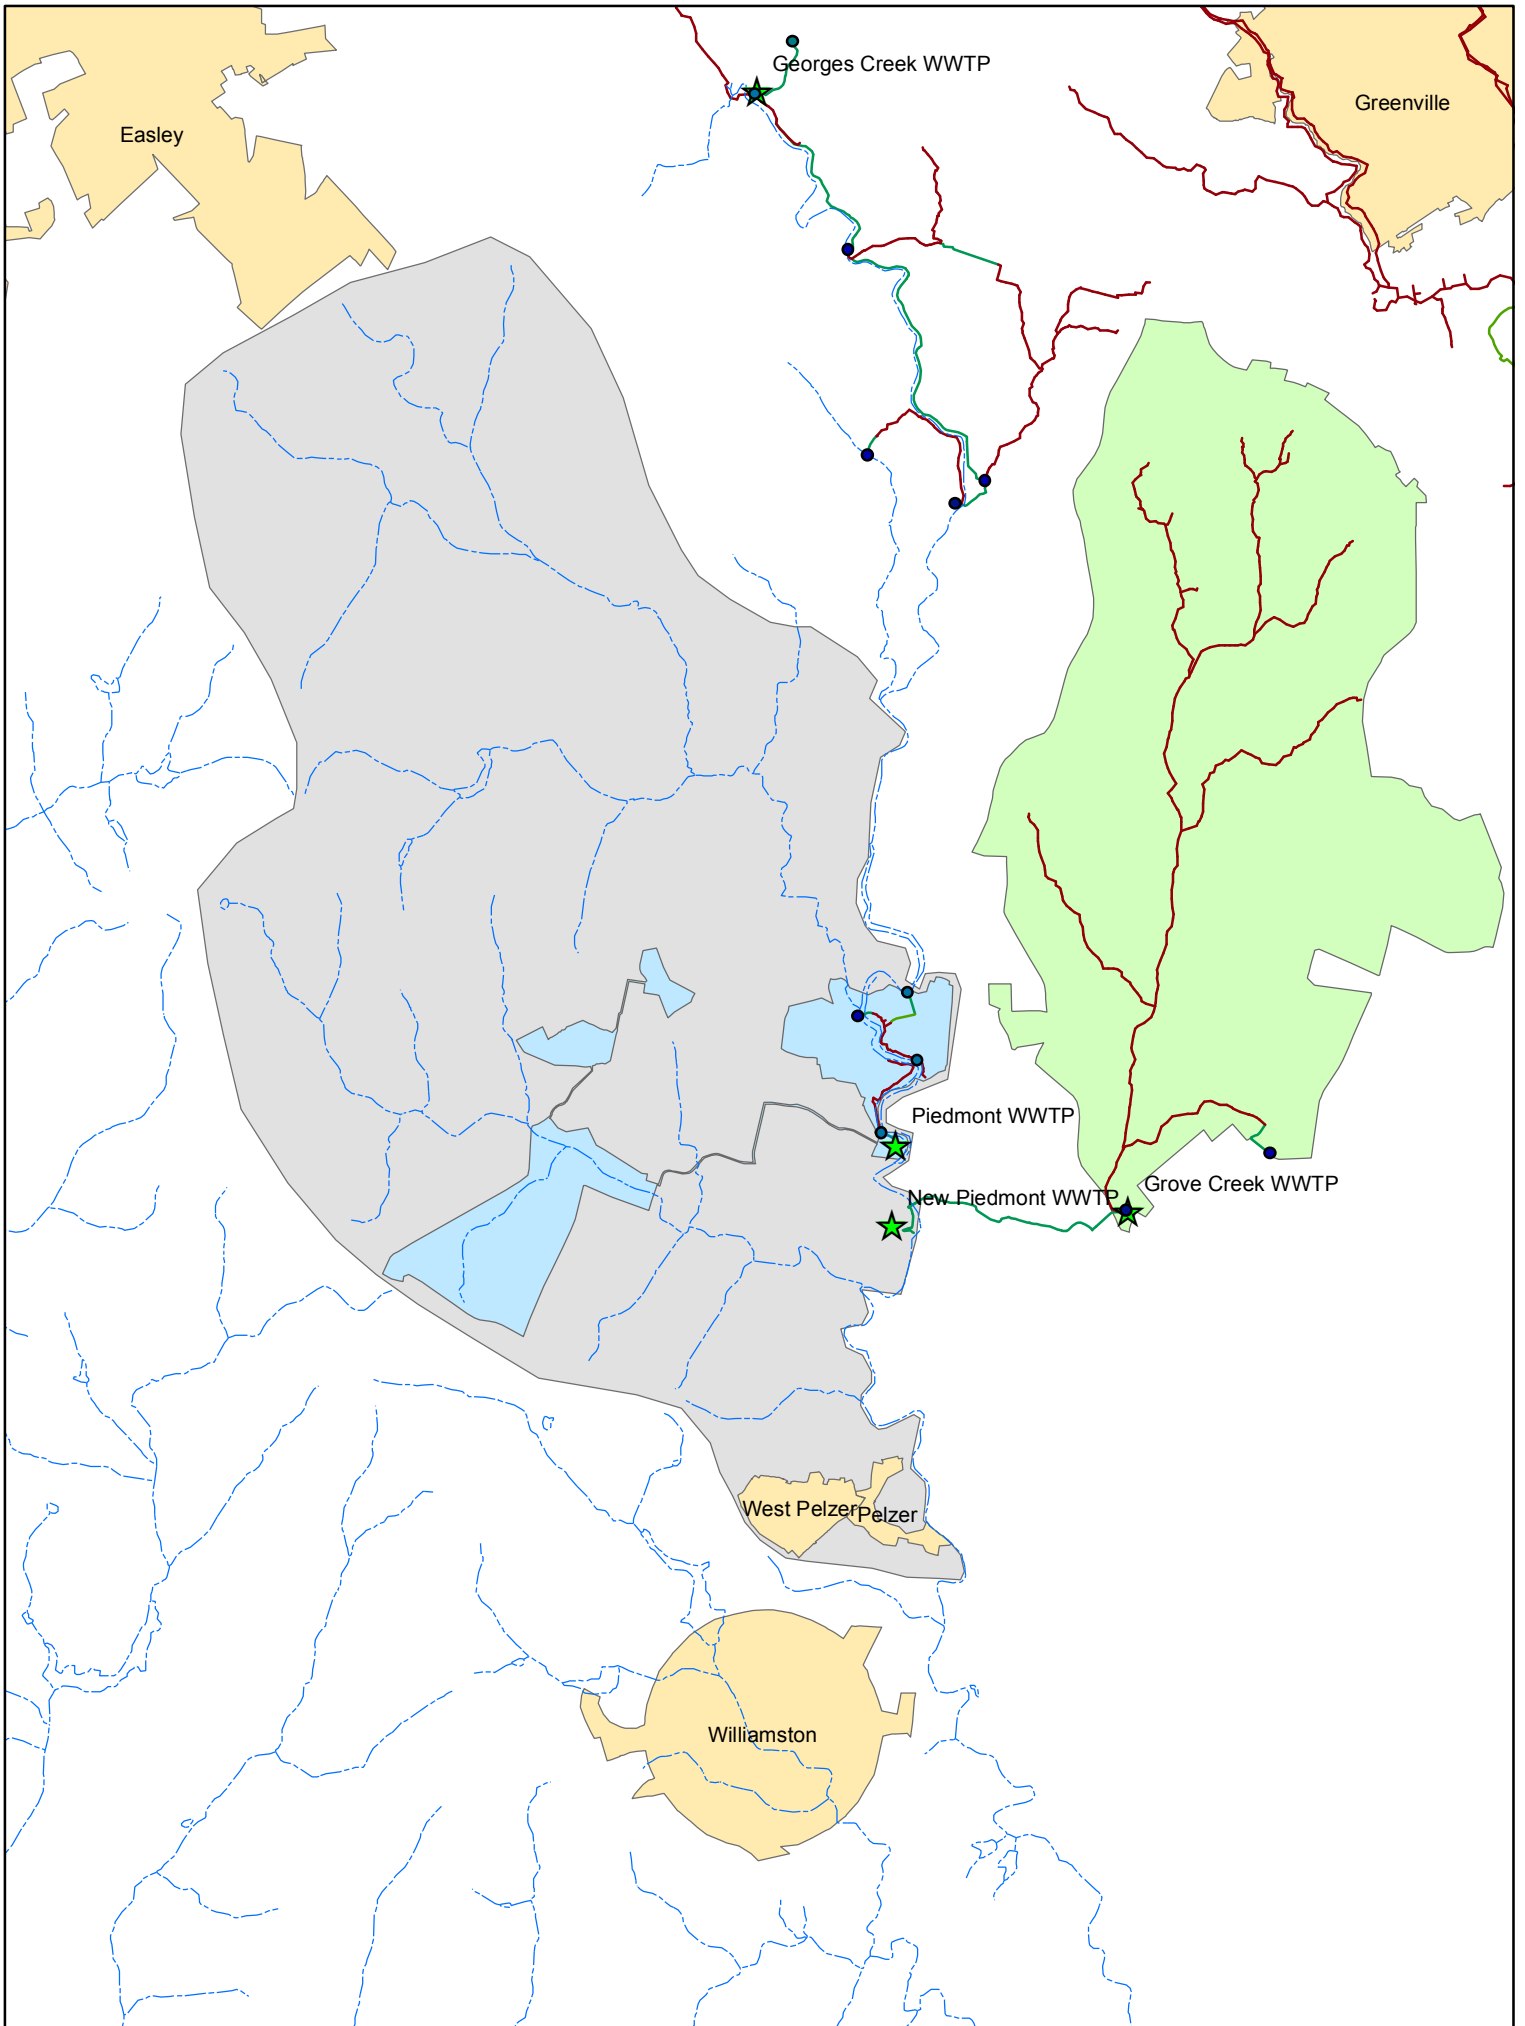 Georges Creek WWTP
Greenville
Easley
Piedmont WWTP
Grove Creek WWTP
New Piedmont WWTP
West Pelzer
Pelzer
Williamston